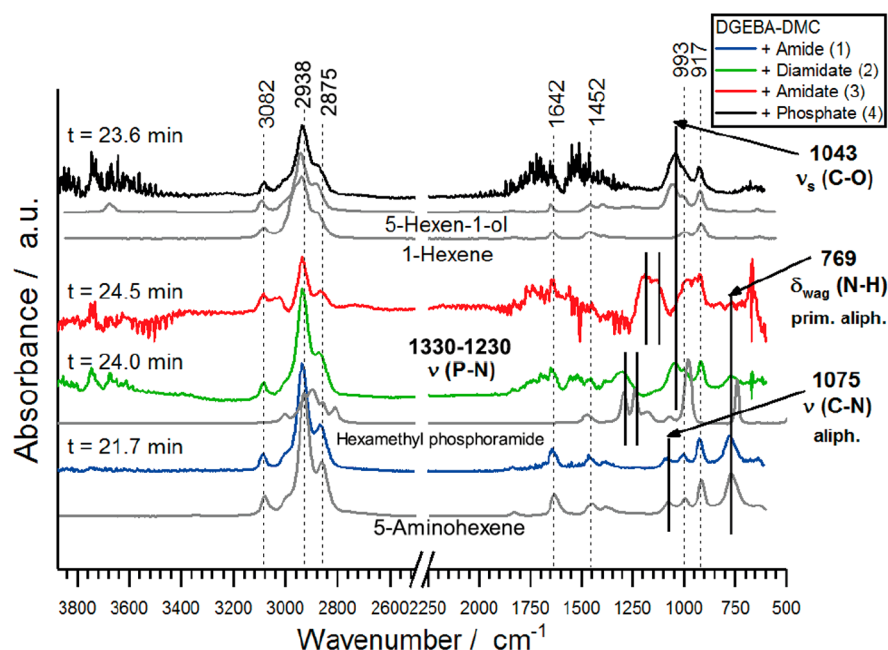 DGEBA-DMC
+ Amide (1)
+ Diamidate (2)
+ Amidate (3)
+ Phosphate (4)
3082
2938
2875
1642
1452
993
917
t = 23.6 min
1043
νs (C-O)
5-Hexen-1-ol
1-Hexene
769
δwag (N-H)
prim. aliph.
t = 24.5 min
1330-1230
ν (P-N)
t = 24.0 min
1075
ν (C-N)
aliph.
Hexamethyl phosphoramide
t = 21.7 min
5-Aminohexene
Absorbance / a.u.
3800 3600 3400 3200 3000 2800 2600 2400 2250 2000 1750 1500 1250 1000 750 500
Wavenumber / cm-1